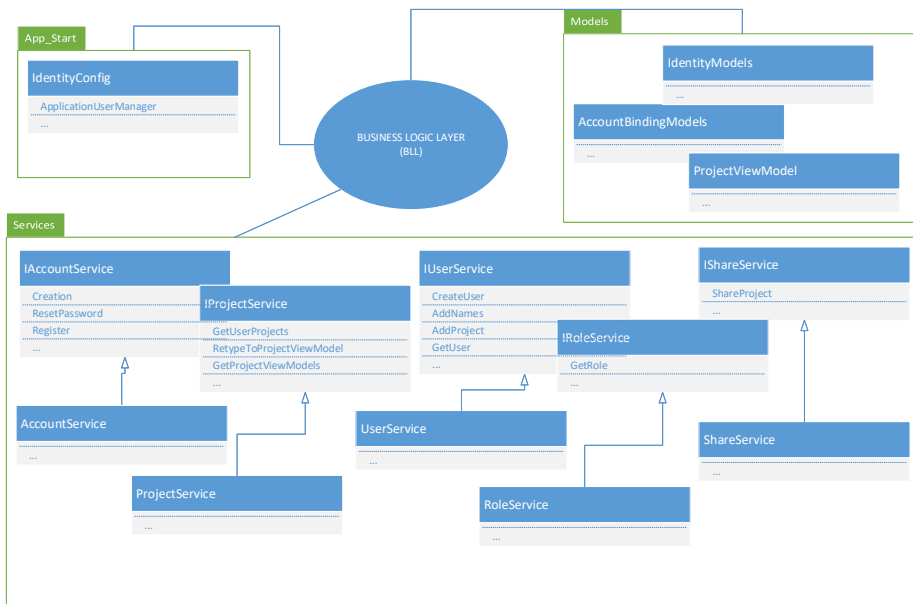 App_Start
IdentityConfig
ApplicationUserManager
...
BUSINESS LOGIC LAYER
(BLL)
Models
IdentityModels
...
AccountBindingModels
...
ProjectViewModel
...
Services
IAccountService
Creation
ResetPassword
Register
...
IProjectService
GetUserProjects
RetypeToProjectViewModel
GetProjectViewModels
...
IUserService
CreateUser
AddNames
AddProject
GetUser
...
IRoleService
GetRole
...
IShareService
ShareProject
...
AccountService
...
ProjectService
...
UserService
...
RoleService
...
ShareService
...